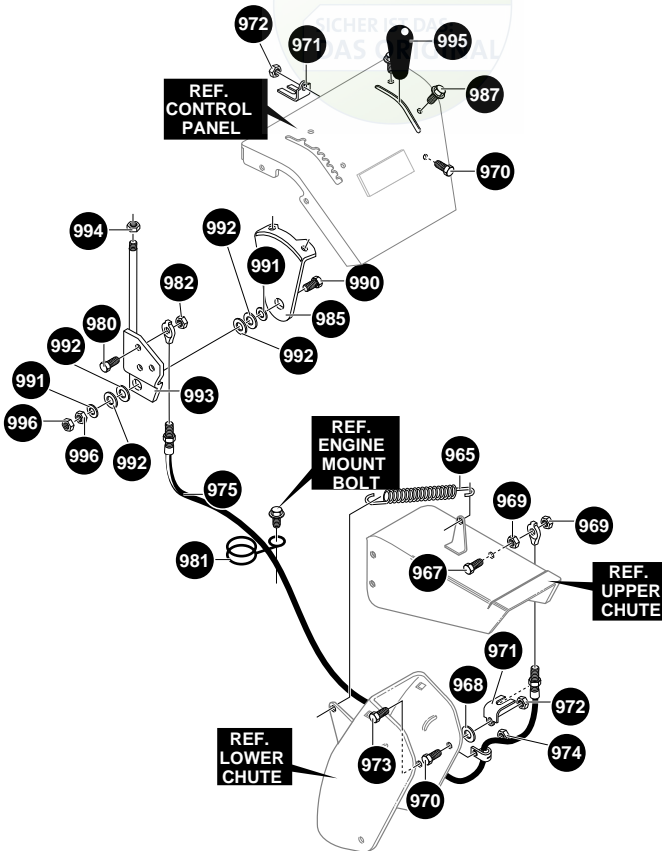 SICHER IST DAS
DAS ORIGINAL
972
971
995
REF.
CONTROL
PANEL
987
970
994
992
991
982
990
980
985
992
992
991
993
996
996
992
REF.
ENGINE
MOUNT
BOLT
965
975
969
969
981
967
REF.
UPPER
CHUTE
971
968
972
REF.
LOWER
CHUTE
973
970
974